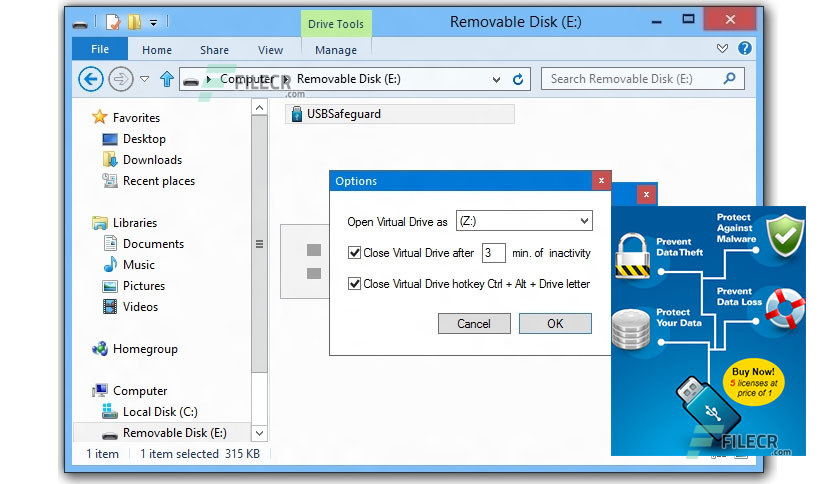 Drive Tools
Removable Disk (E:)
File
Home
Share
View
Manage
Computer
Removable Disk (E:)
Search Removable Disk (E:)
FILECR
.com
Favorites
Desktop
Downloads
Recent places
Libraries
Documents
Music
Pictures
Videos
Homegroup
Computer
Local Disk (C:)
Removable Disk (E:)
USBSafeguard
Options
Open Virtual Drive as
(Z:)
Close Virtual Drive after
3
min. of inactivity
Close Virtual Drive hotkey Ctrl + Alt + Drive letter
Cancel
OK
Protect
Against
Malware
Prevent
Data Theft
Prevent
Data Loss
Protect
Your Data
Buy Now!
5 licenses at
price of 1
FILECR
.com
1 item
1 item selected 315 KB